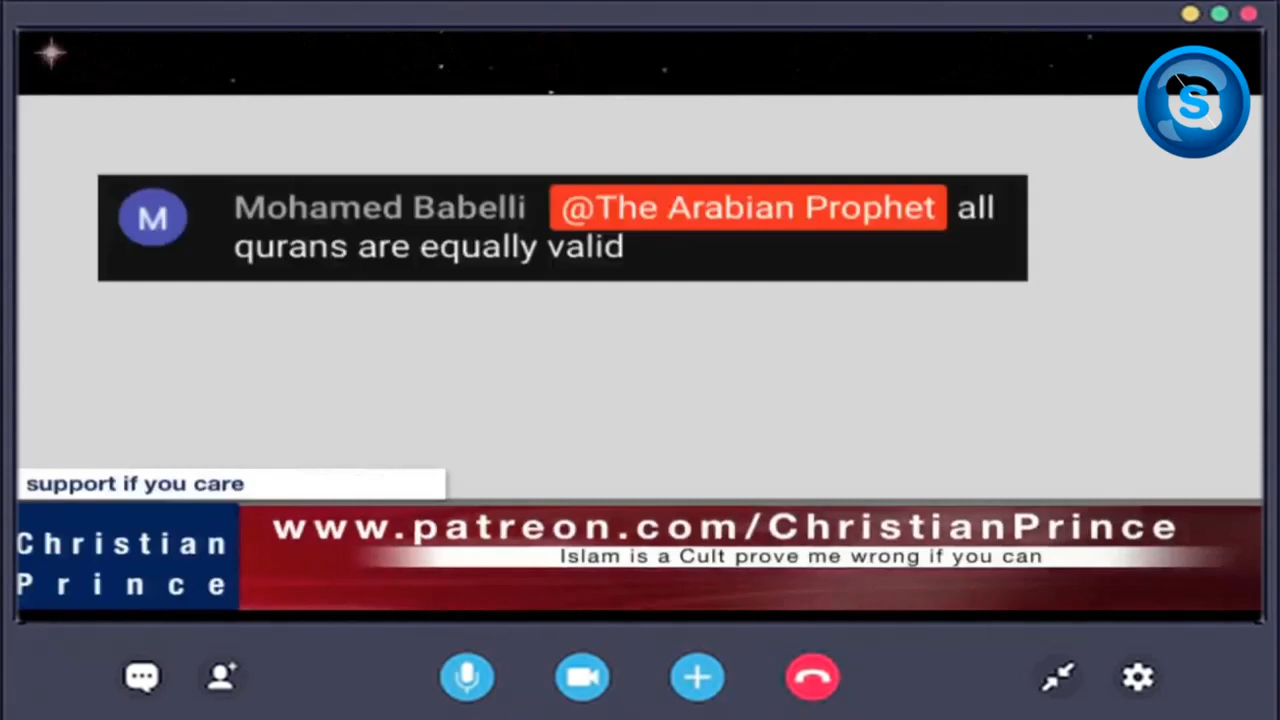 S
M
Mohamed Babelli @The Arabian Prophet all
qurans are equally valid
support if you care
Christian
Prince
www.patreon.com/ChristianPrince
Islam is a Cult prove me wrong if you can